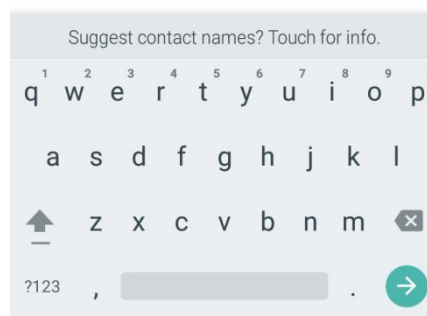 Suggest contact names? Touch for info.
1 2 3 4 5 6 7 8 9
q w e r t y u i o p
a s d f g h j k l
z x c v b n m
?123 , .